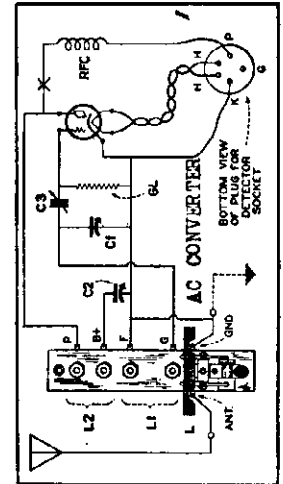 RFC
P
H
H
G
K
BOTTOM VIEW
OF PLUG FOR
DETECTOR
SOCKET
C3
GL
C1
AC CONVERTER
C2
P
B+
F
G
L2
L1
L
GND
ANT.